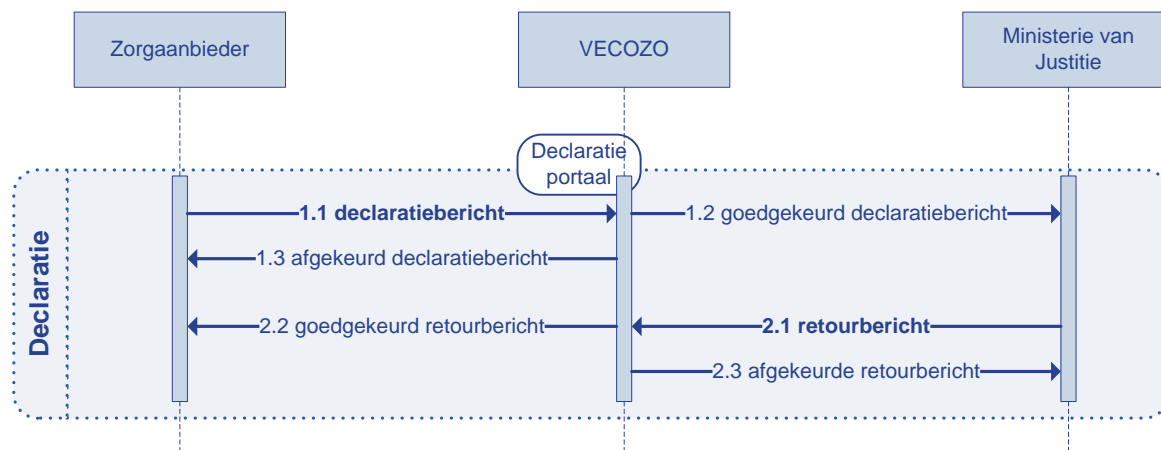 Zorgaanbieder
VECOZO
Ministerie van
Justitie
Declaratie
portaal
Declaratie
1.1 declaratiebericht
1.2 goedgekeurd declaratiebericht
1.3 afgekeurd declaratiebericht
2.2 goedgekeurd retourbericht
2.1 retourbericht
2.3 afgekeurde retourbericht